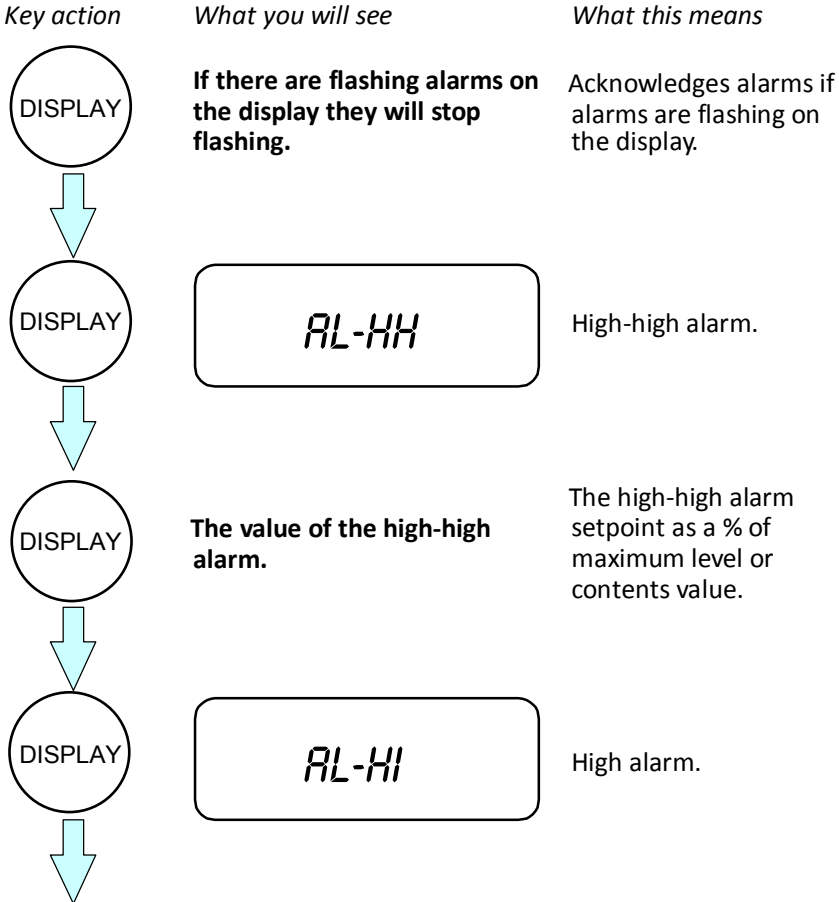 Key action What you will see What this means
DISPLAY
If there are flashing alarms on
the display they will stop
flashing.
Acknowledges alarms if
alarms are flashing on
the display.
DISPLAY
AL-HH
High-high alarm.
DISPLAY
The value of the high-high
alarm.
The high-high alarm
setpoint as a % of
maximum level or
contents value.
DISPLAY
AL-HI
High alarm.